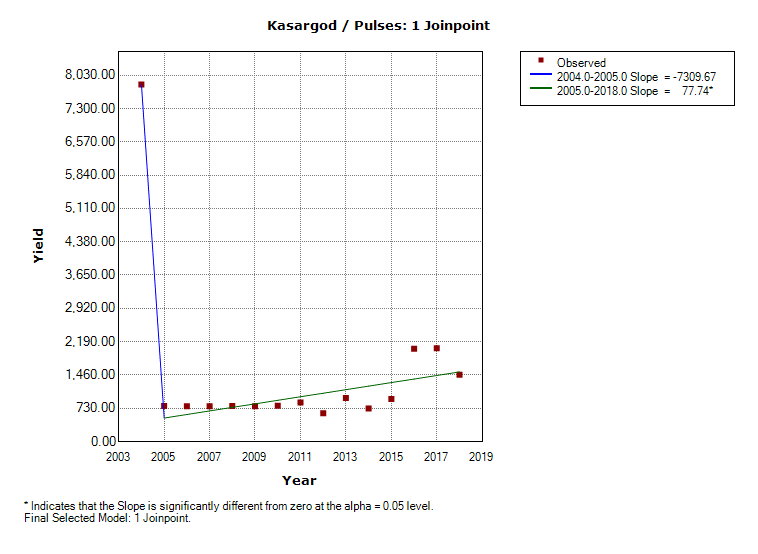 Kasargod / Pulses: 1 Joinpoint
Observed
2004.0-2005.0 Slope = -7309.67
2005.0-2018.0 Slope = 77.74*
8,030.00
7,300.00
6,570.00
5,840.00
5,110.00
4,380.00
3,650.00
2,920.00
2,190.00
1,460.00
730.00
0.00
Yield
2003 2005 2007 2009 2011 2013 2015 2017 2019
Year
* Indicates that the Slope is significantly different from zero at the alpha = 0.05 level.
Final Selected Model: 1 Joinpoint.